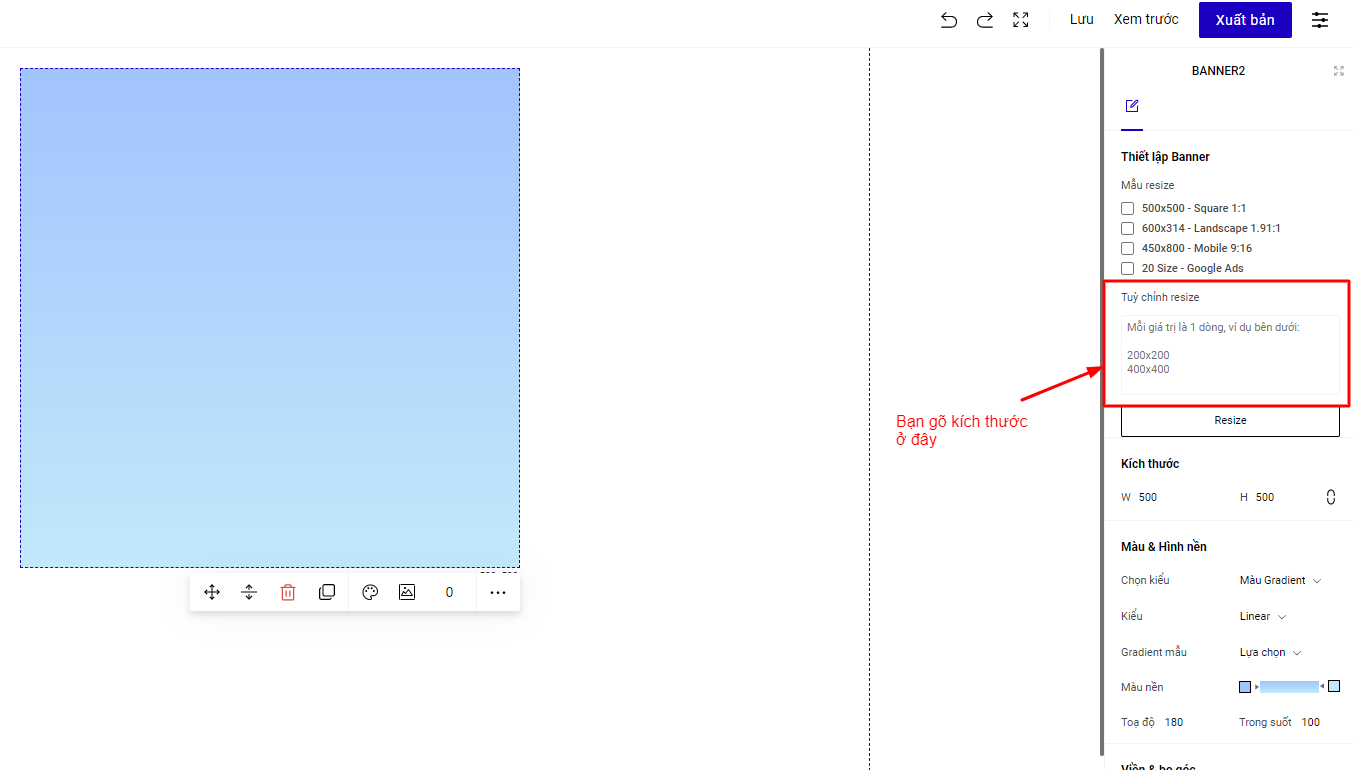 Lưu Xem trước Xuất bản
BANNER2
Thiết lập Banner
Mẫu resize
500x500 - Square 1:1
600x314 - Landscape 1.91:1
450x800 - Mobile 9:16
20 Size - Google Ads
Tuỳ chỉnh resize
Mỗi giá trị là 1 dòng, ví dụ bên dưới:
200x200
400x400
Bạn gõ kích thước
ở đây
Resize
Kích thước
W 500 H 500
Màu & Hình nền
Chọn kiểu Màu Gradient
0
Kiểu Linear
Gradient mẫu Lựa chọn
Màu nền
Toạ độ 180 Trong suốt 100
Viền & bo góc